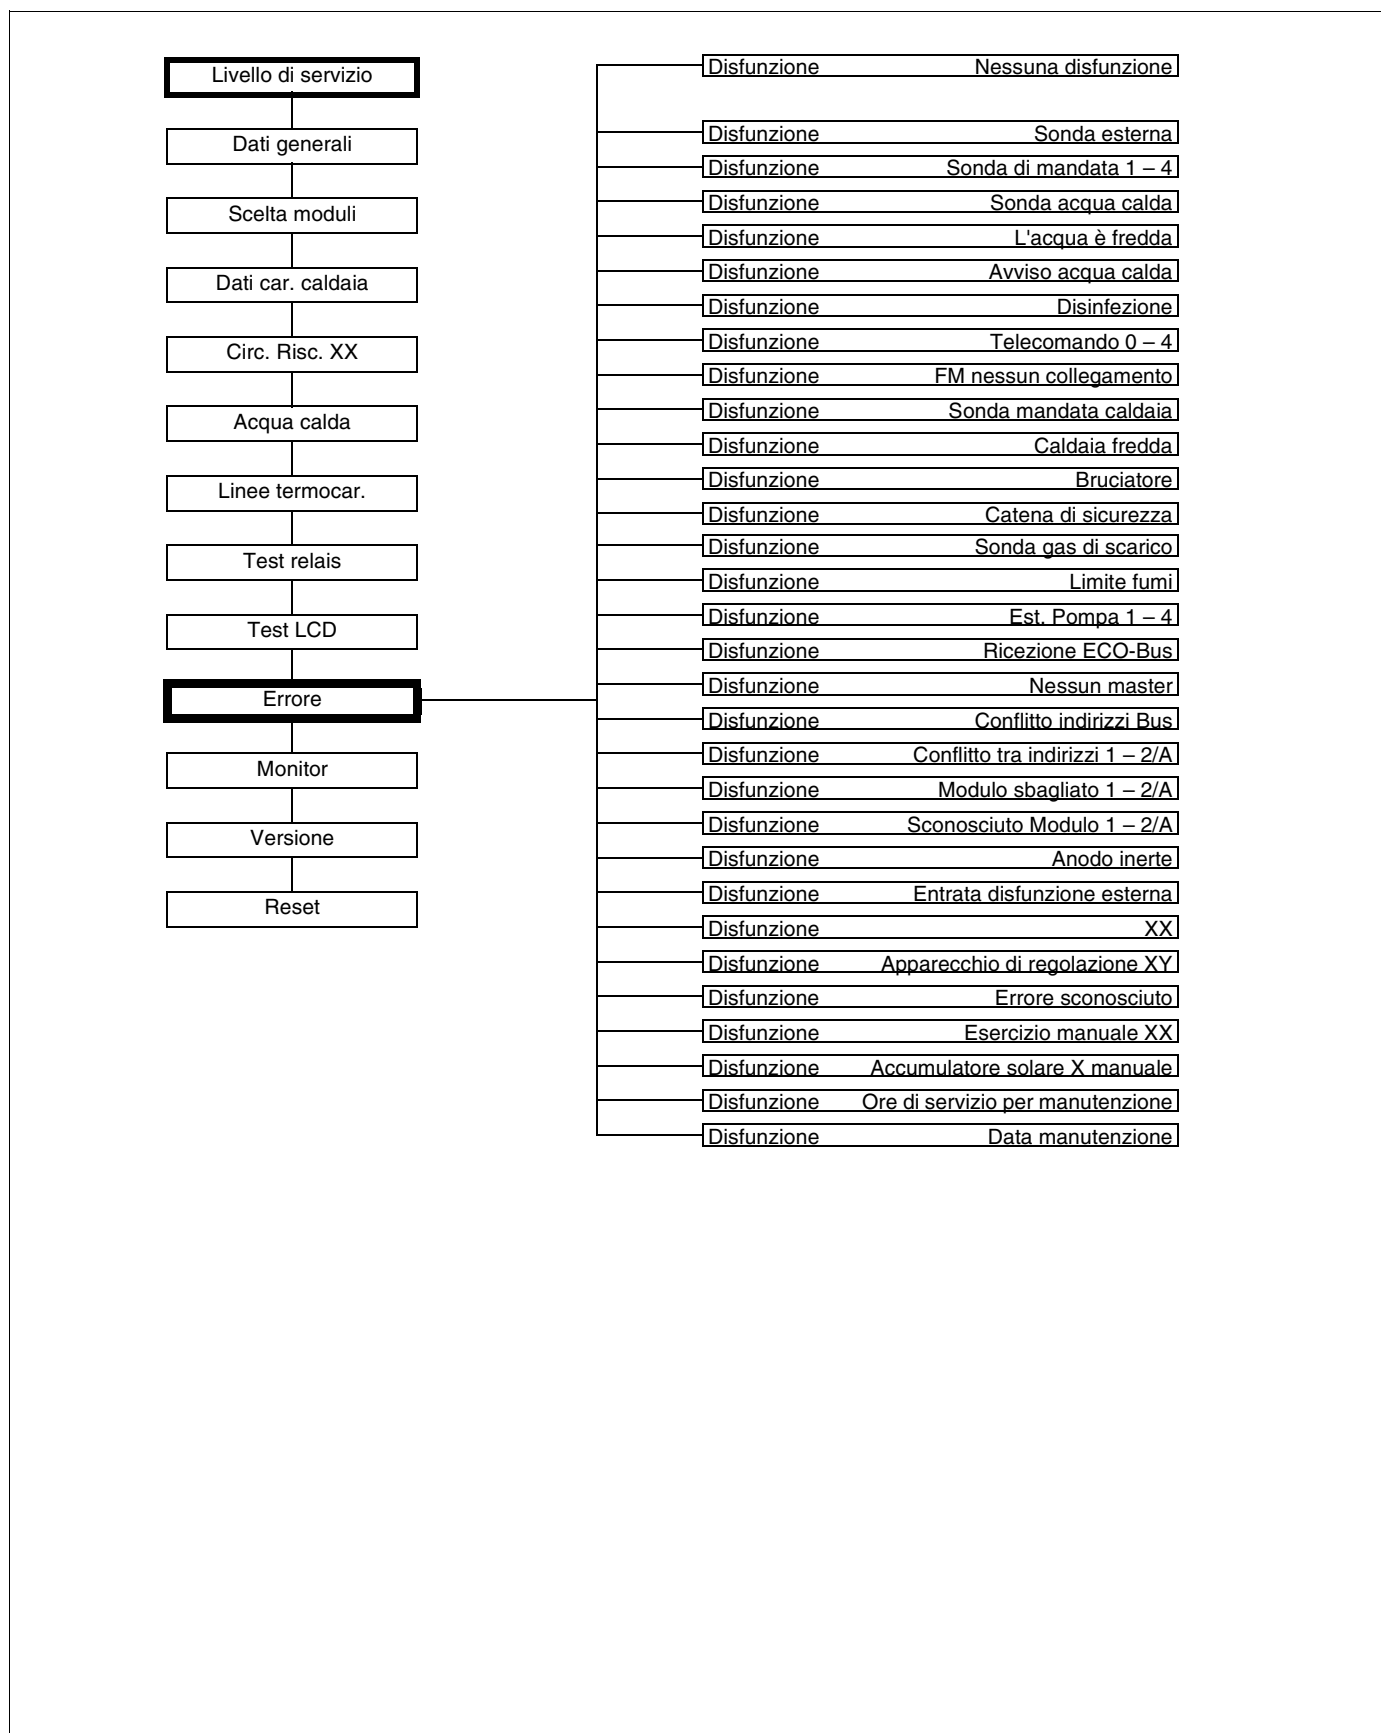 Livello di servizio
Dati generali
Scelta moduli
Dati car. caldaia
Circ. Risc. XX
Acqua calda
Linee termocar.
Test relais
Test LCD
Errore
Monitor
Versione
Reset
Disfunzione Nessuna disfunzione
Disfunzione Sonda esterna
Disfunzione Sonda di mandata 1 – 4
Disfunzione Sonda acqua calda
Disfunzione L'acqua è fredda
Disfunzione Avviso acqua calda
Disfunzione Disinfezione
Disfunzione Telecomando 0 – 4
Disfunzione FM nessun collegamento
Disfunzione Sonda mandata caldaia
Disfunzione Caldaia fredda
Disfunzione Bruciatore
Disfunzione Catena di sicurezza
Disfunzione Sonda gas di scarico
Disfunzione Limite fumi
Disfunzione Est. Pompa 1 – 4
Disfunzione Ricezione ECO-Bus
Disfunzione Nessun master
Disfunzione Conflitto indirizzi Bus
Disfunzione Conflitto tra indirizzi 1 – 2/A
Disfunzione Modulo sbagliato 1 – 2/A
Disfunzione Sconosciuto Modulo 1 – 2/A
Disfunzione Anodo inerte
Disfunzione Entrata disfunzione esterna
Disfunzione XX
Disfunzione Apparecchio di regolazione XY
Disfunzione Errore sconosciuto
Disfunzione Esercizio manuale XX
Disfunzione Accumulatore solare X manuale
Disfunzione Ore di servizio per manutenzione
Disfunzione Data manutenzione